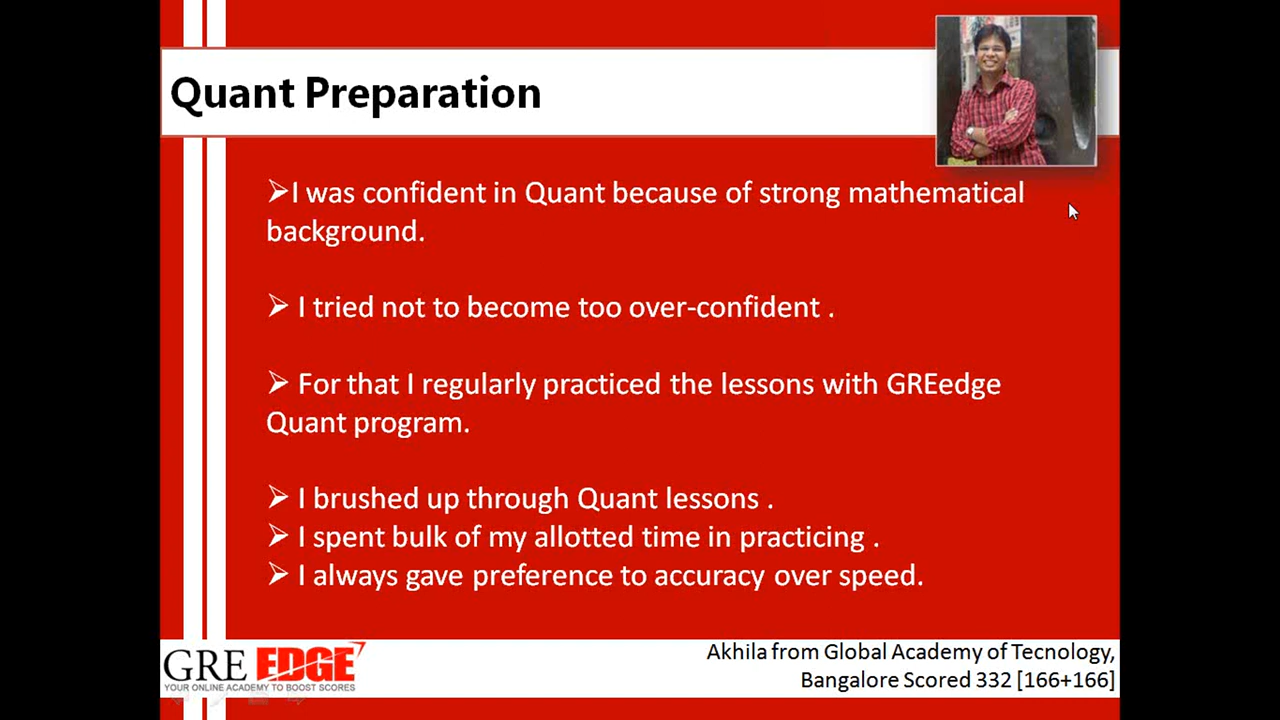 Quant Preparation
➢I was confident in Quant because of strong mathematical
background.
➢ I tried not to become too over-confident .
➢ For that I regularly practiced the lessons with GREedge
Quant program.
➢ I brushed up through Quant lessons .
➢ I spent bulk of my allotted time in practicing .
➢ I always gave preference to accuracy over speed.
GRE EDGE
YOUR ONLINE ACADEMY TO BOOST SCORES
Akhila from Global Academy of Tecnology,
Bangalore Scored 332 [166+166]